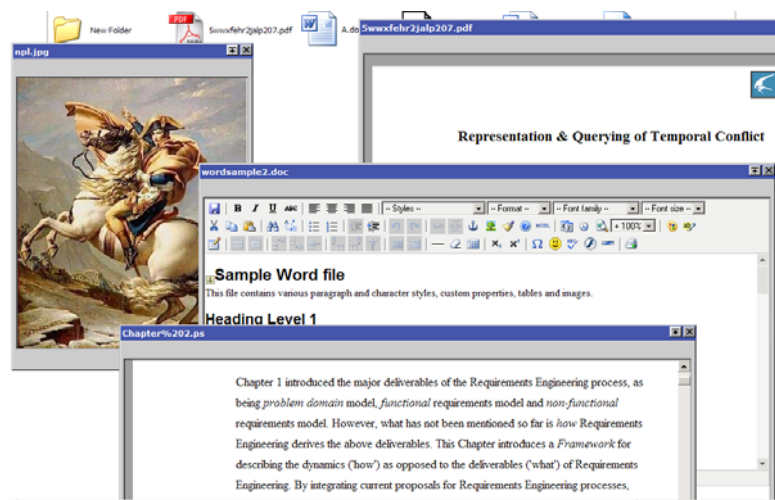 New Folder
PDF
5wwxfehr2jalp207.pdf
A.do
5wwxfehr2jalp207.pdf
npl.jpg
Representation & Querying of Temporal Conflict
wordsample2.doc
B I U ABC
-- Styles --
-- Format --
-- Font family --
-- Font size --
+ 100%
Sample Word file
This file contains various paragraph and character styles, custom properties, tables and images.
Heading Level 1
Chapter%202.ps
Chapter 1 introduced the major deliverables of the Requirements Engineering process, as
being problem domain model, functional requirements model and non-functional
requirements model. However, what has not been mentioned so far is how Requirements
Engineering derives the above deliverables. This Chapter introduces a Framework for
describing the dynamics ('how') as opposed to the deliverables ('what') of Requirements
Engineering. By integrating current proposals for Requirements Engineering processes,